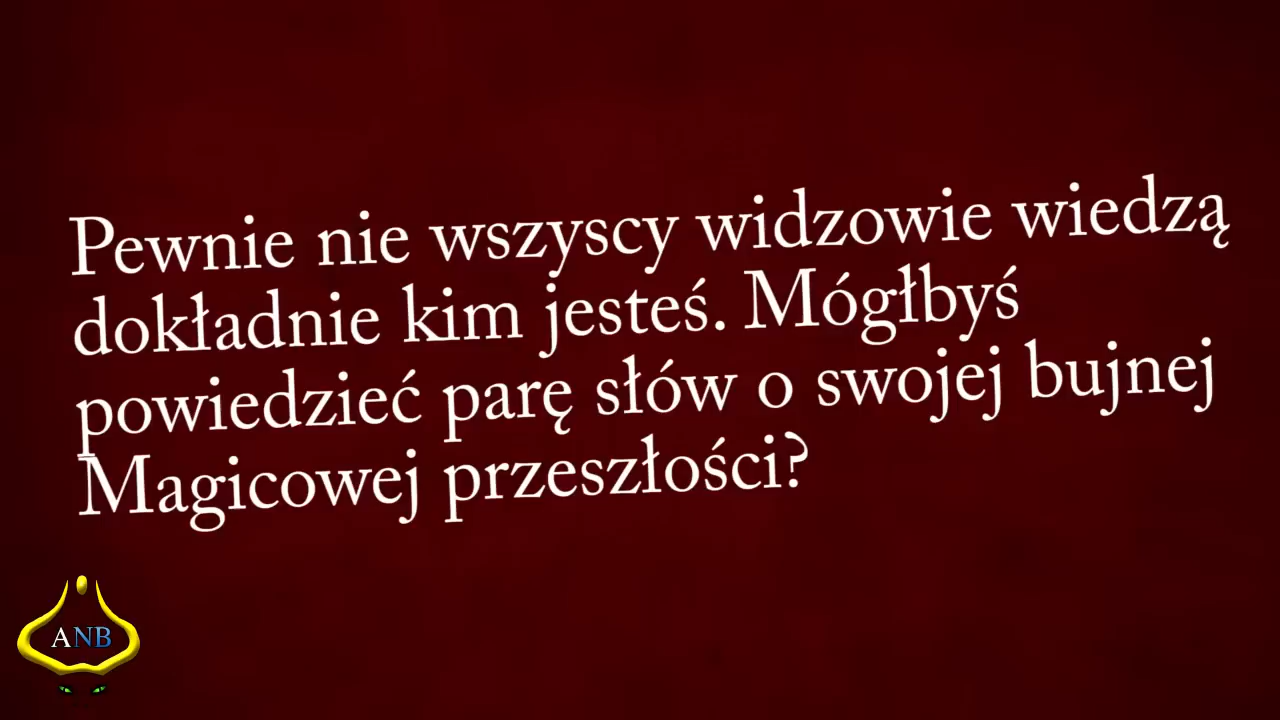 Pewnie nie wszyscy widzowie wiedzą
dokładnie kim jesteś. Mógłbyś
powiedzieć parę słów o swojej bujnej
Magicowej przeszłości?
ANB